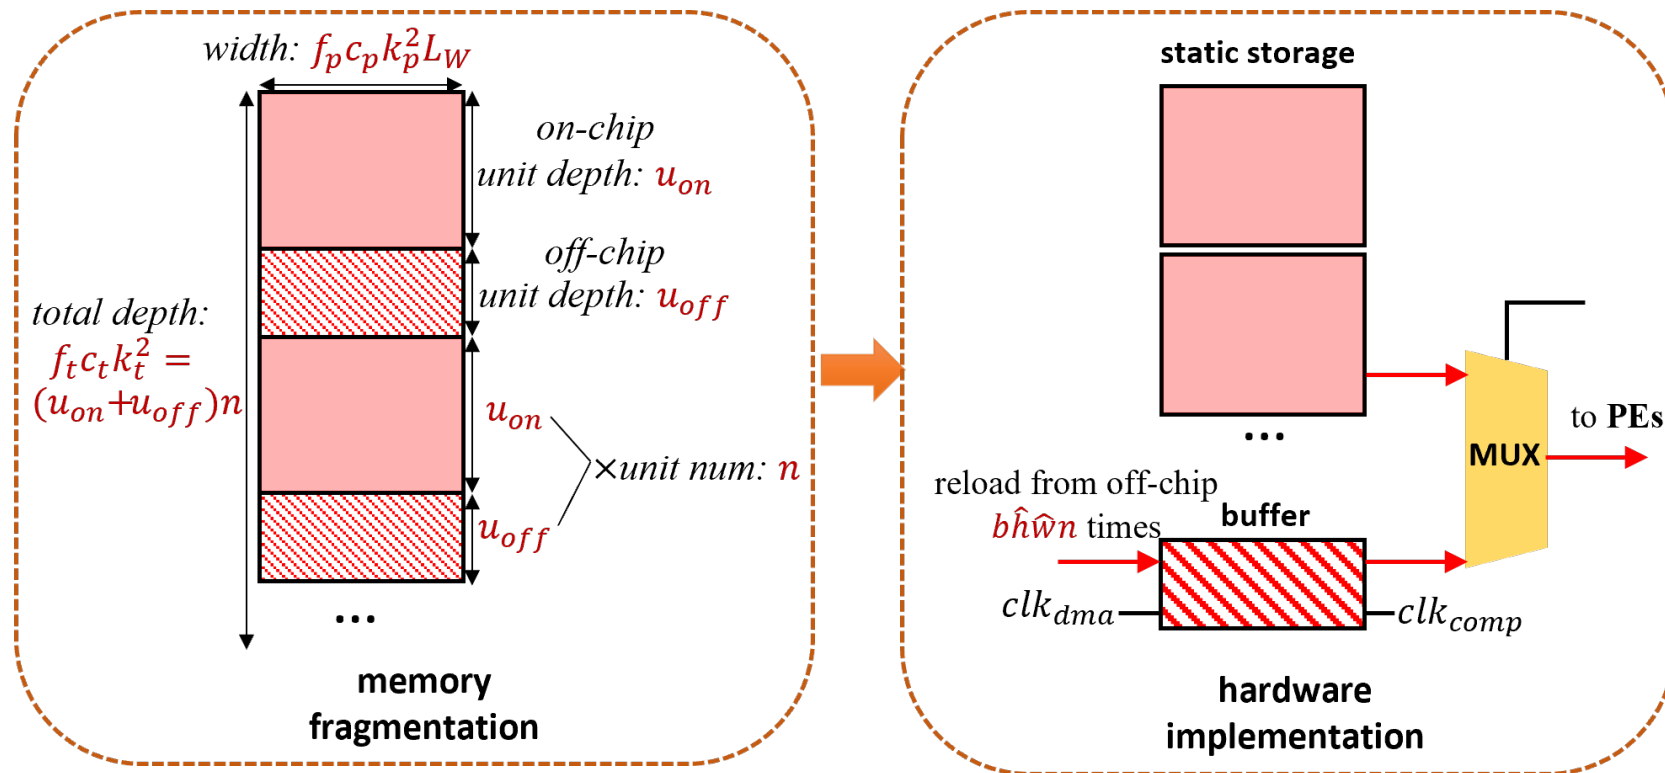 width: f_p c_p k_p^2 L_W
on-chip
unit depth: u_on
off-chip
unit depth: u_off
total depth:
f_t c_t k_t^2 =
(u_on+u_off)n
u_on
×unit num: n
u_off
...
memory
fragmentation
static storage
...
to PEs
MUX
reload from off-chip
bĥŵn times
buffer
clk_dma
clk_comp
hardware
implementation